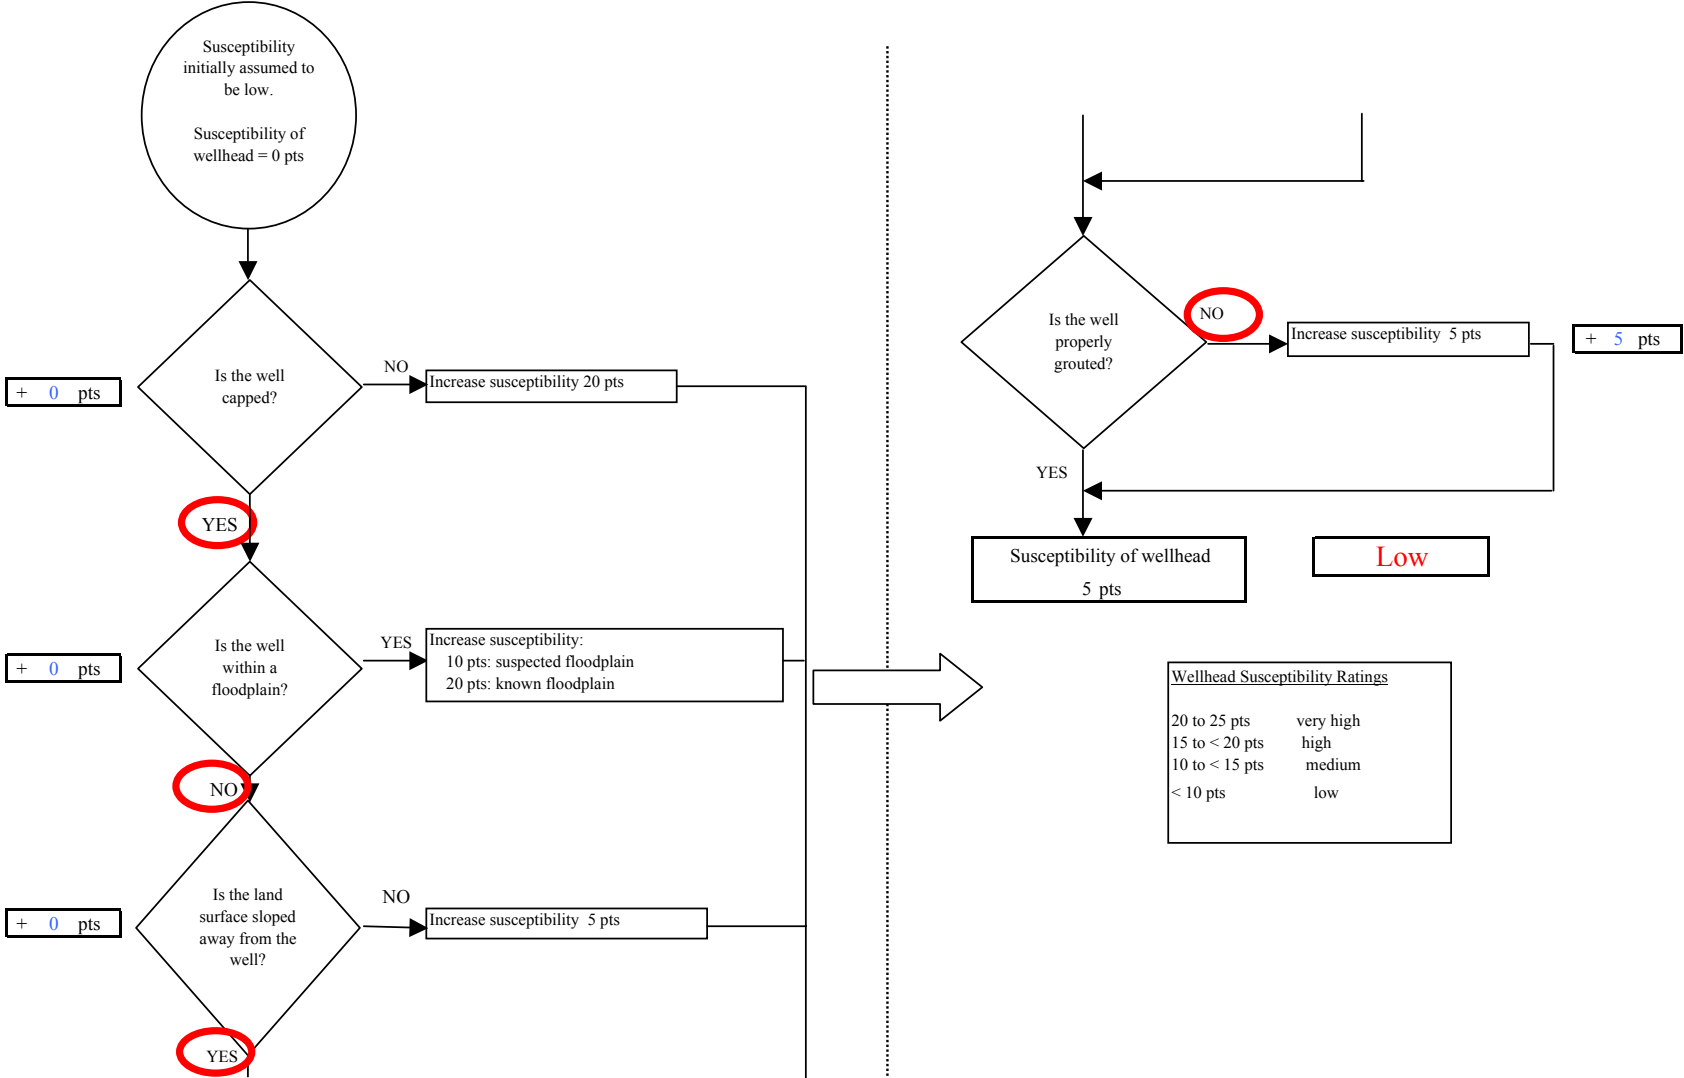 Susceptibility
initially assumed to
be low.
Susceptibility of
wellhead = 0 pts
Is the well
capped?
+ 0 pts
NO
Increase susceptibility 20 pts
YES
Is the well
within a
floodplain?
+ 0 pts
YES
Increase susceptibility:
10 pts: suspected floodplain
20 pts: known floodplain
NO
Is the land
surface sloped
away from the
well?
+ 0 pts
NO
Increase susceptibility 5 pts
YES
Is the well
properly
grouted?
NO
Increase susceptibility 5 pts
+ 5 pts
YES
Susceptibility of wellhead
5 pts
Low
Wellhead Susceptibility Ratings
20 to 25 pts very high
15 to < 20 pts high
10 to < 15 pts medium
< 10 pts low